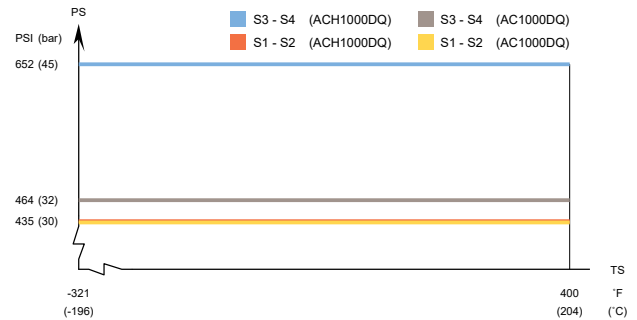 PS
PSI (bar)
S3 - S4 (ACH1000DQ)
S3 - S4 (AC1000DQ)
S1 - S2 (ACH1000DQ)
S1 - S2 (AC1000DQ)
652 (45)
464 (32)
435 (30)
TS
-321
400
˚F
(-196)
(204)
(˚C)